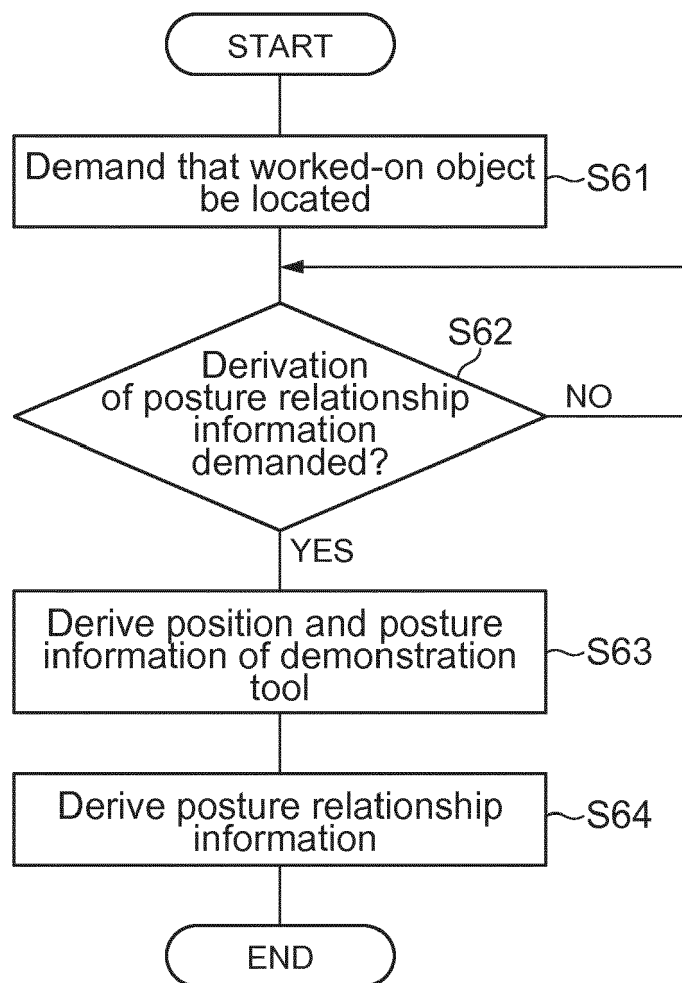 START
Demand that worked-on object
be located
S61
S62
Derivation
of posture relationship
information
demanded?
NO
YES
Derive position and posture
information of demonstration
tool
S63
Derive posture relationship
information
S64
END